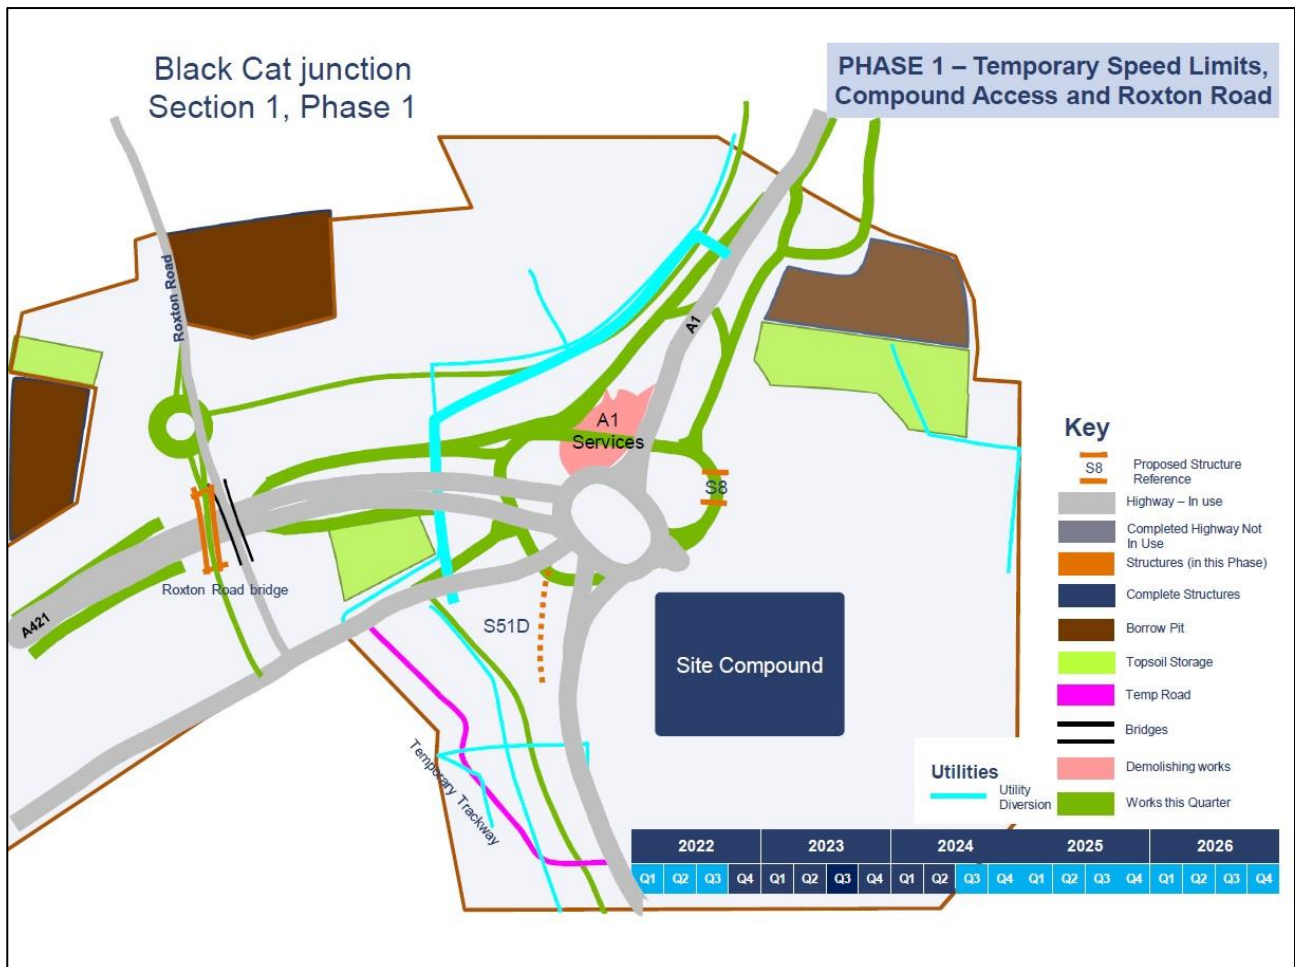 Black Cat junction
Section 1, Phase 1
PHASE 1 – Temporary Speed Limits,
Compound Access and Roxton Road
Roxton Road
A1
A1
Services
S8
Roxton Road bridge
A421
S51D
Site Compound
Temporary Trackway
Key
S8
Proposed Structure
Reference
Highway – In use
Completed Highway Not
In Use
Structures (in this Phase)
Complete Structures
Borrow Pit
Topsoil Storage
Temp Road
Bridges
Demolishing works
Works this Quarter
Utilities
Utility
Diversion
2022 2023 2024 2025 2026
Q1 Q2 Q3 Q4 Q1 Q2 Q3 Q4 Q1 Q2 Q3 Q4 Q1 Q2 Q3 Q4 Q1 Q2 Q3 Q4